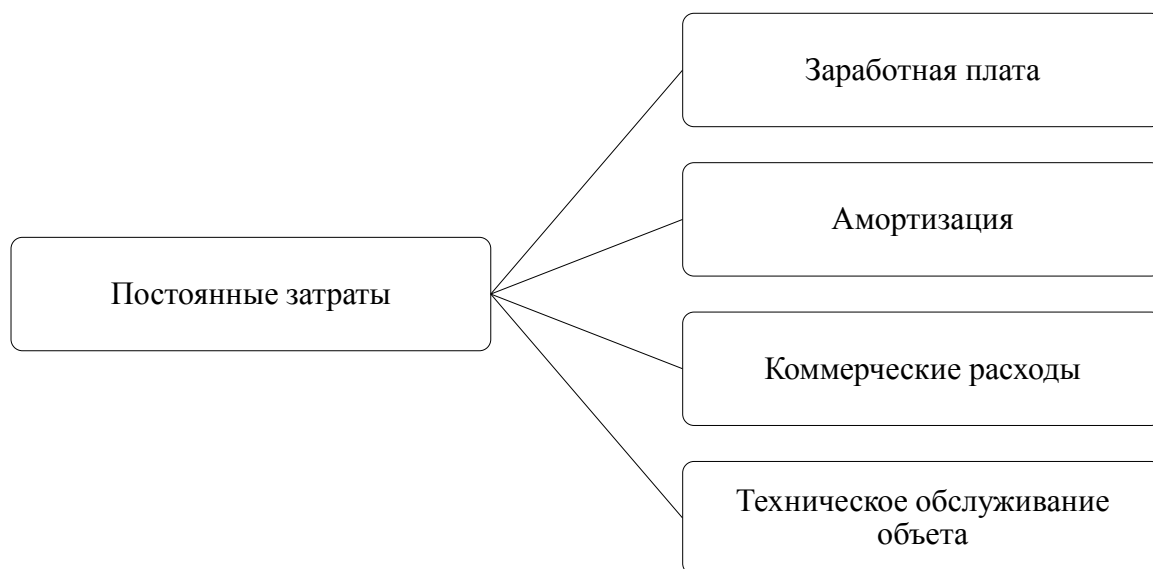 Заработная плата
Амортизация
Постоянные затраты
Коммерческие расходы
Техническое обслуживание
объета